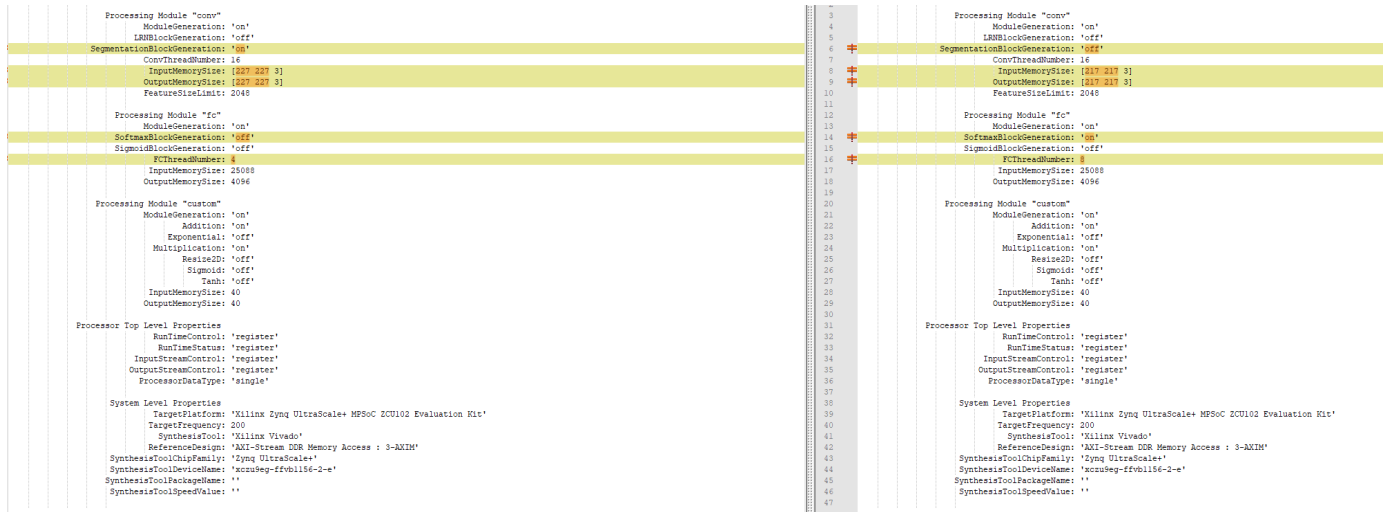 Processing Module "conv"
ModuleGeneration: 'on'
LRNBlockGeneration: 'off'
SegmentationBlockGeneration: 'on'
ConvThreadNumber: 16
InputMemorySize: [227 227 3]
OutputMemorySize: [227 227 3]
FeatureSizeLimit: 2048
Processing Module "fc"
ModuleGeneration: 'on'
SoftmaxBlockGeneration: 'off'
SigmoidBlockGeneration: 'off'
FCThreadNumber: 4
InputMemorySize: 25088
OutputMemorySize: 4096
Processing Module "custom"
ModuleGeneration: 'on'
Addition: 'on'
Exponential: 'off'
Multiplication: 'on'
Resize2D: 'off'
Sigmoid: 'off'
Tanh: 'off'
InputMemorySize: 40
OutputMemorySize: 40
Processor Top Level Properties
RunTimeControl: 'register'
RunTimeStatus: 'register'
InputStreamControl: 'register'
OutputStreamControl: 'register'
ProcessorDataType: 'single'
System Level Properties
TargetPlatform: 'Xilinx Zynq UltraScale+ MPSoC ZCU102 Evaluation Kit'
TargetFrequency: 200
SynthesisTool: 'Xilinx Vivado'
ReferenceDesign: 'AXI-Stream DDR Memory Access : 3-AXIM'
SynthesisToolChipFamily: 'Zynq UltraScale+'
SynthesisToolDeviceName: 'xczu9eg-ffvb1156-2-e'
SynthesisToolPackageName: ''
SynthesisToolSpeedValue: ''
3 Processing Module "conv"
4 ModuleGeneration: 'on'
5 LRNBlockGeneration: 'off'
6 SegmentationBlockGeneration: 'off'
7 ConvThreadNumber: 16
8 InputMemorySize: [217 217 3]
9 OutputMemorySize: [217 217 3]
10 FeatureSizeLimit: 2048
11
12 Processing Module "fc"
13 ModuleGeneration: 'on'
14 SoftmaxBlockGeneration: 'on'
15 SigmoidBlockGeneration: 'off'
16 FCThreadNumber: 8
17 InputMemorySize: 25088
18 OutputMemorySize: 4096
19
20 Processing Module "custom"
21 ModuleGeneration: 'on'
22 Addition: 'on'
23 Exponential: 'off'
24 Multiplication: 'on'
25 Resize2D: 'off'
26 Sigmoid: 'off'
27 Tanh: 'off'
28 InputMemorySize: 40
29 OutputMemorySize: 40
30
31 Processor Top Level Properties
32 RunTimeControl: 'register'
33 RunTimeStatus: 'register'
34 InputStreamControl: 'register'
35 OutputStreamControl: 'register'
36 ProcessorDataType: 'single'
37
38 System Level Properties
39 TargetPlatform: 'Xilinx Zynq UltraScale+ MPSoC ZCU102 Evaluation Kit'
40 TargetFrequency: 200
41 SynthesisTool: 'Xilinx Vivado'
42 ReferenceDesign: 'AXI-Stream DDR Memory Access : 3-AXIM'
43 SynthesisToolChipFamily: 'Zynq UltraScale+'
44 SynthesisToolDeviceName: 'xczu9eg-ffvb1156-2-e'
45 SynthesisToolPackageName: ''
46 SynthesisToolSpeedValue: ''
47